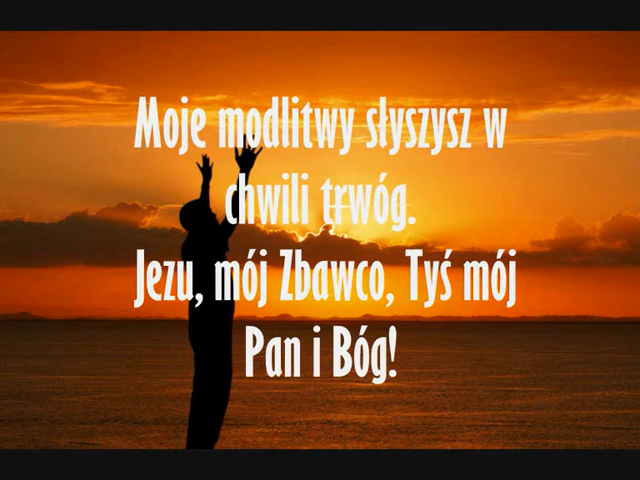 Moje modlitwy słyszysz w
chwili trwóg.
Jezu, mój Zbawco, Tyś mój
Pan i Bóg!